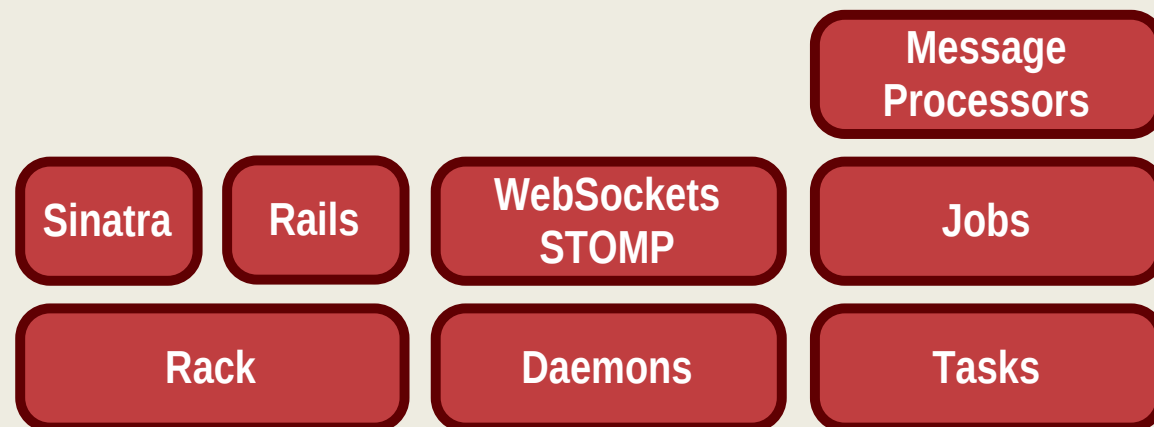 Message
Processors
Sinatra
Rails
WebSockets
STOMP
Jobs
Rack
Daemons
Tasks